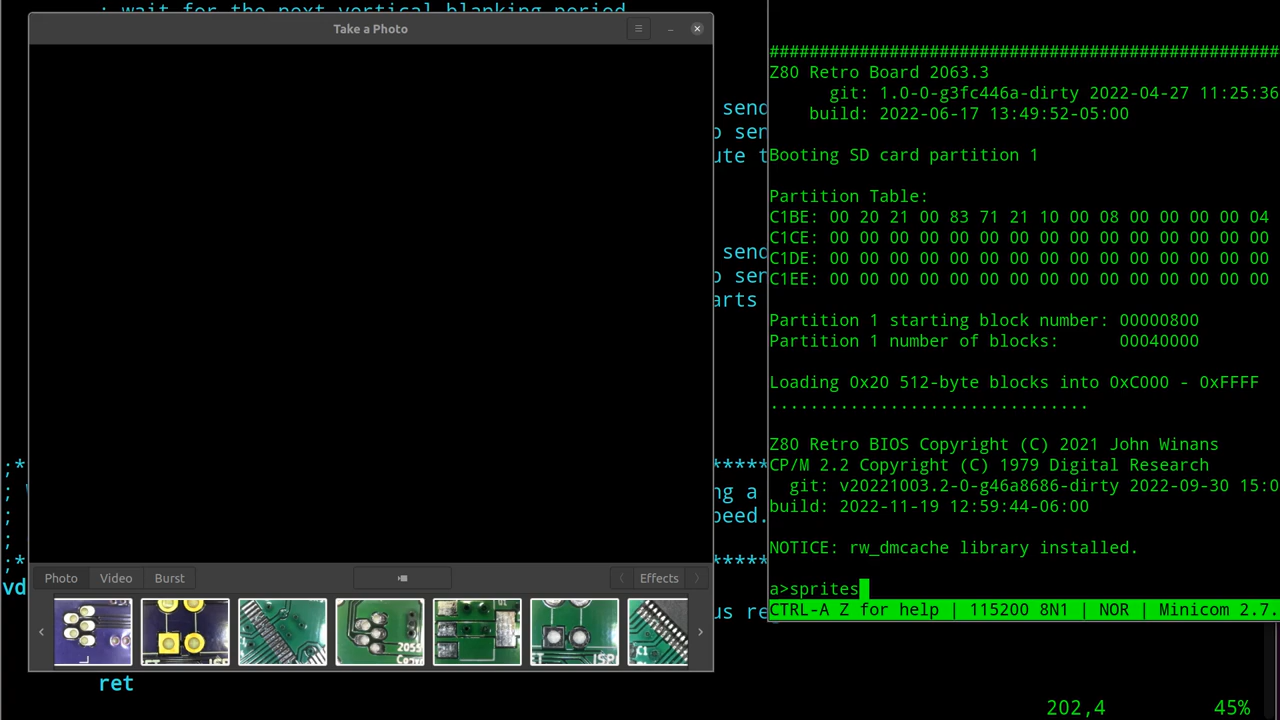 ; wait for the next vertical blanking period
Take a Photo
send
o sen
ute t
send
o sen
arts
;*
*****
;
ng a
;
peed.
;
;*
*****
vd
us re
Photo
Video
Burst
Effects
2055
ISP
C1
ret
202,4
45%
##################################################
Z80 Retro Board 2063.3
git: 1.0-0-g3fc446a-dirty 2022-04-27 11:25:36
build: 2022-06-17 13:49:52-05:00
Booting SD card partition 1
Partition Table:
C1BE: 00 20 21 00 83 71 21 10 00 08 00 00 00 00 04
C1CE: 00 00 00 00 00 00 00 00 00 00 00 00 00 00 00
C1DE: 00 00 00 00 00 00 00 00 00 00 00 00 00 00 00
C1EE: 00 00 00 00 00 00 00 00 00 00 00 00 00 00 00
Partition 1 starting block number: 00000800
Partition 1 number of blocks: 00040000
Loading 0x20 512-byte blocks into 0xC000 - 0xFFFF
................................
Z80 Retro BIOS Copyright (C) 2021 John Winans
CP/M 2.2 Copyright (C) 1979 Digital Research
git: v20221003.2-0-g46a8686-dirty 2022-09-30 15:0
build: 2022-11-19 12:59:44-06:00
NOTICE: rw_dmcache library installed.
a>sprites
CTRL-A Z for help | 115200 8N1 | NOR | Minicom 2.7.